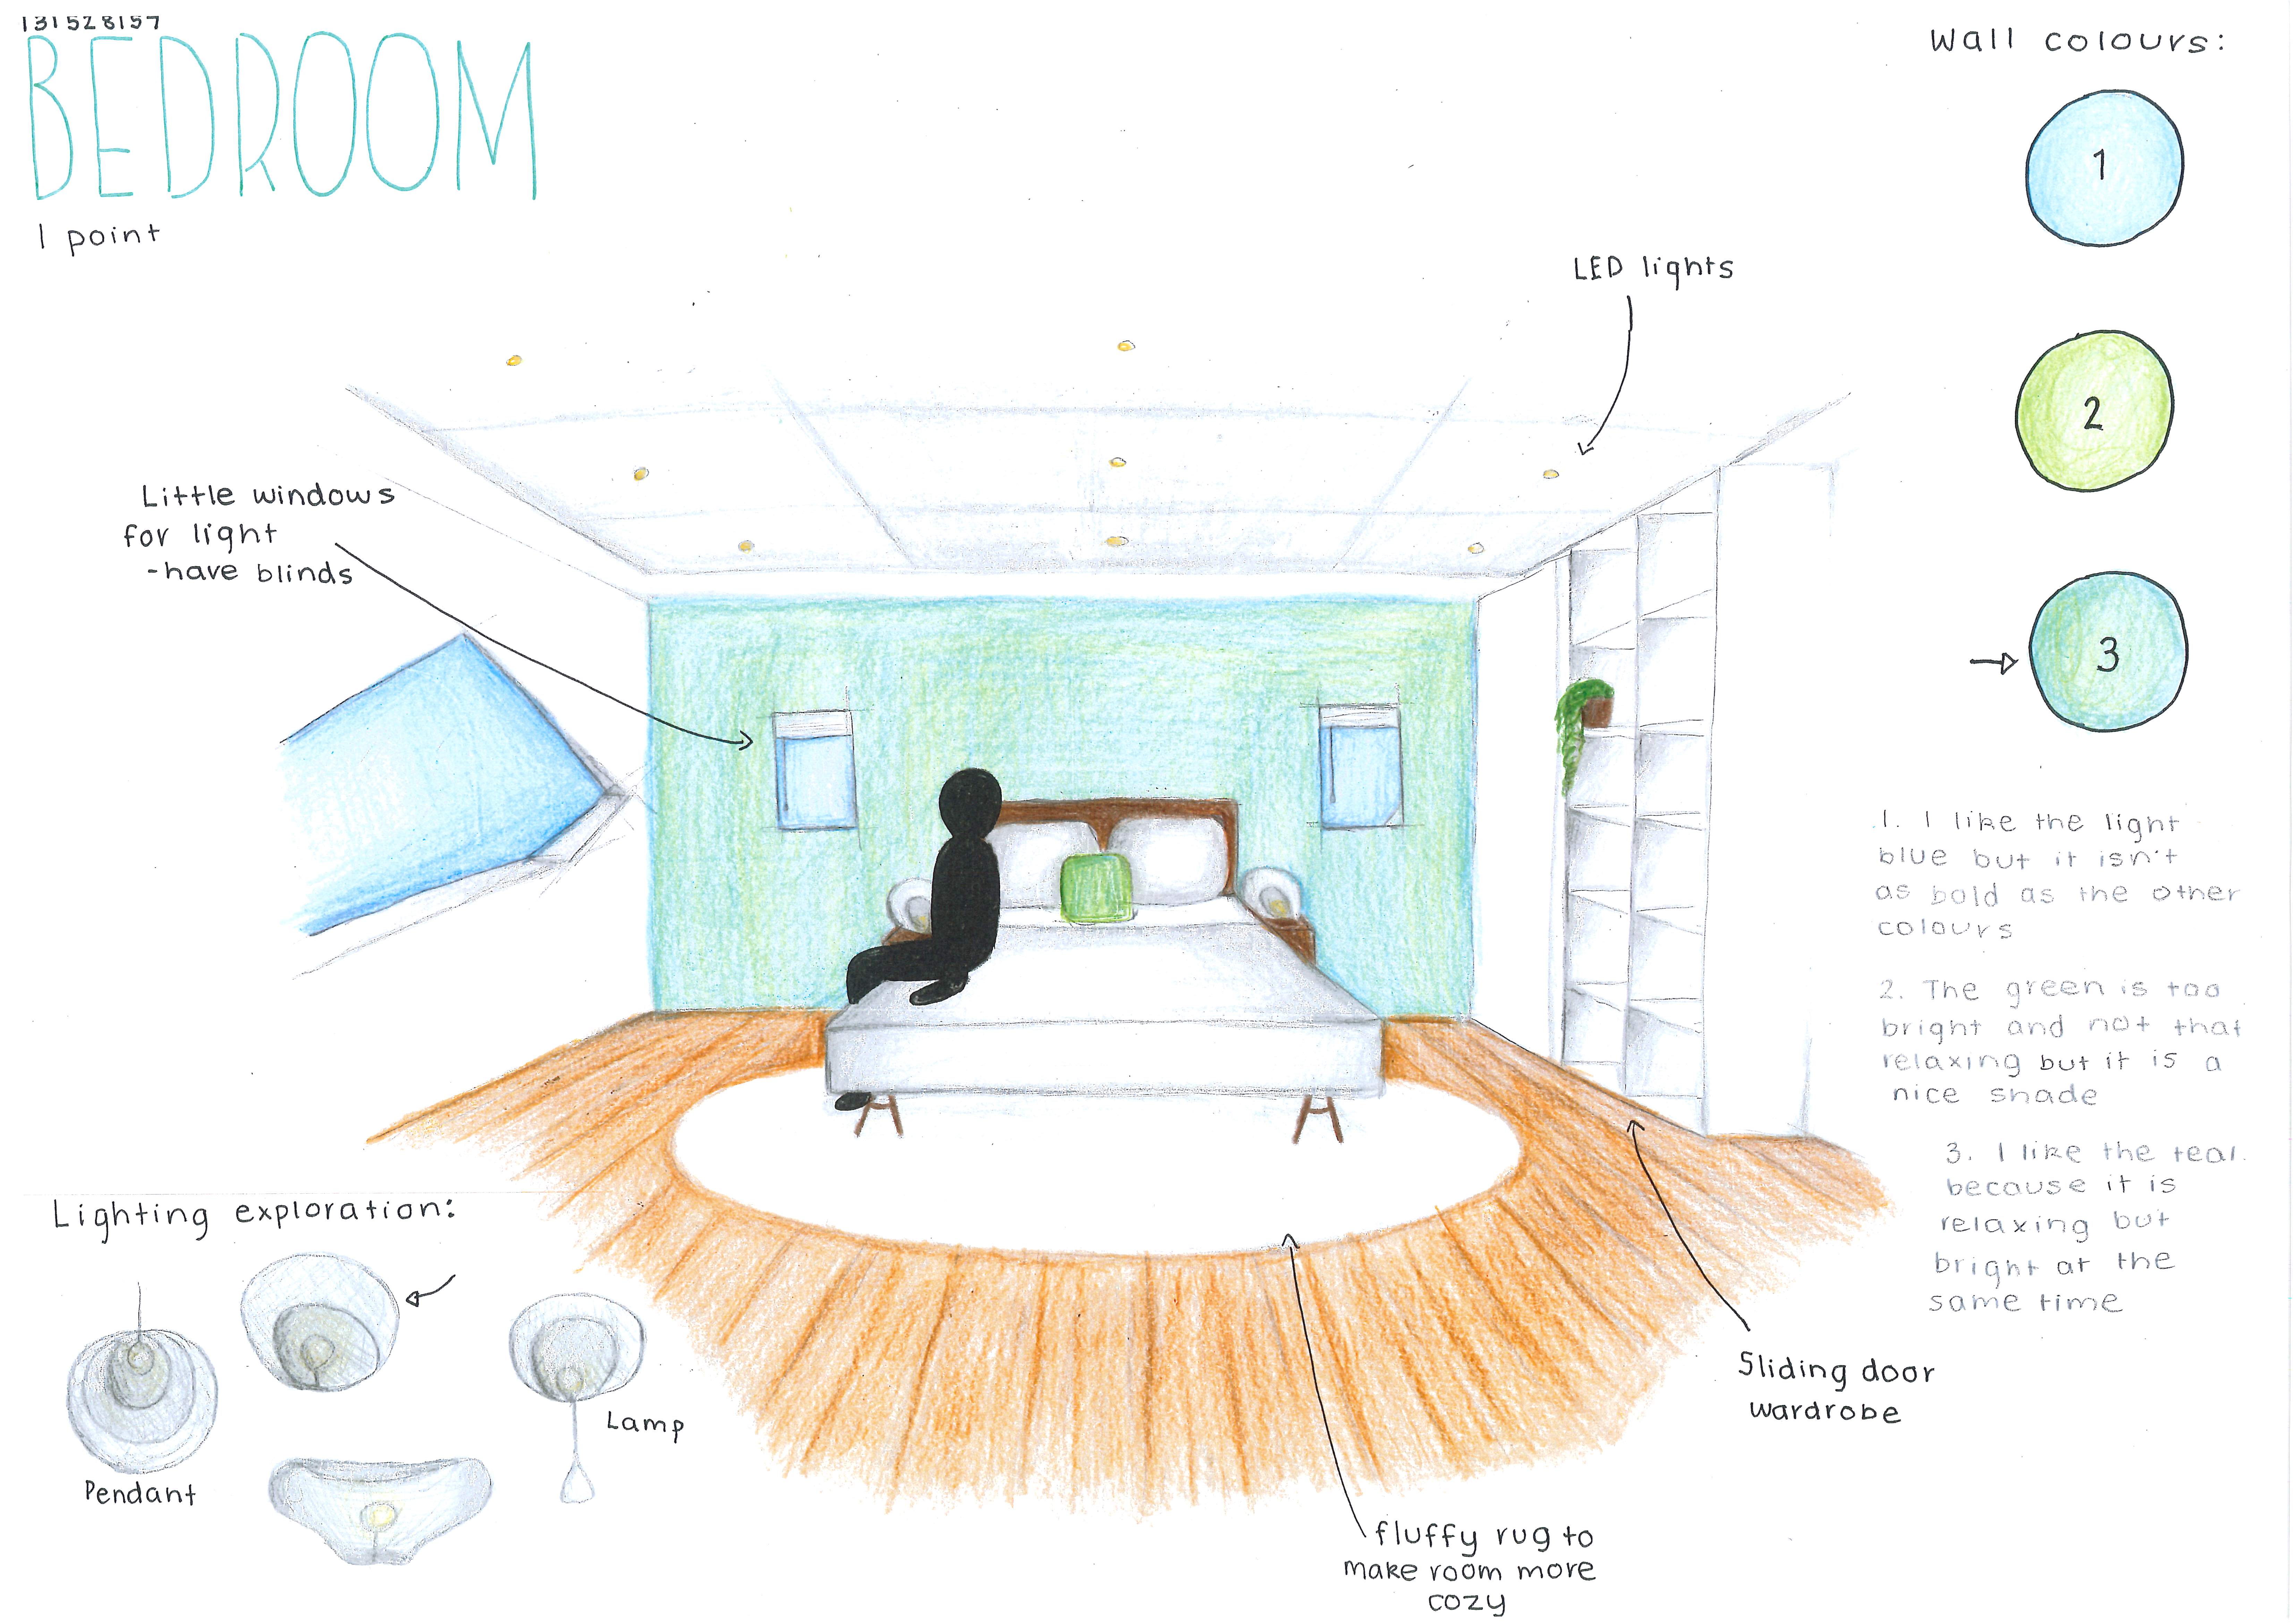 131528157
BEDROOM
1 point
Wall colours:
1
2
3
LED lights
Little windows
for light
-have blinds
1. I like the light
blue but it isn't
as bold as the other
colours
2. The green is too
bright and not that
relaxing but it is a
nice shade
3. I like the teal
because it is
relaxing but
bright at the
same time
Lighting exploration:
Pendant
Lamp
Sliding door
wardrobe
fluffy rug to
make room more
cozy